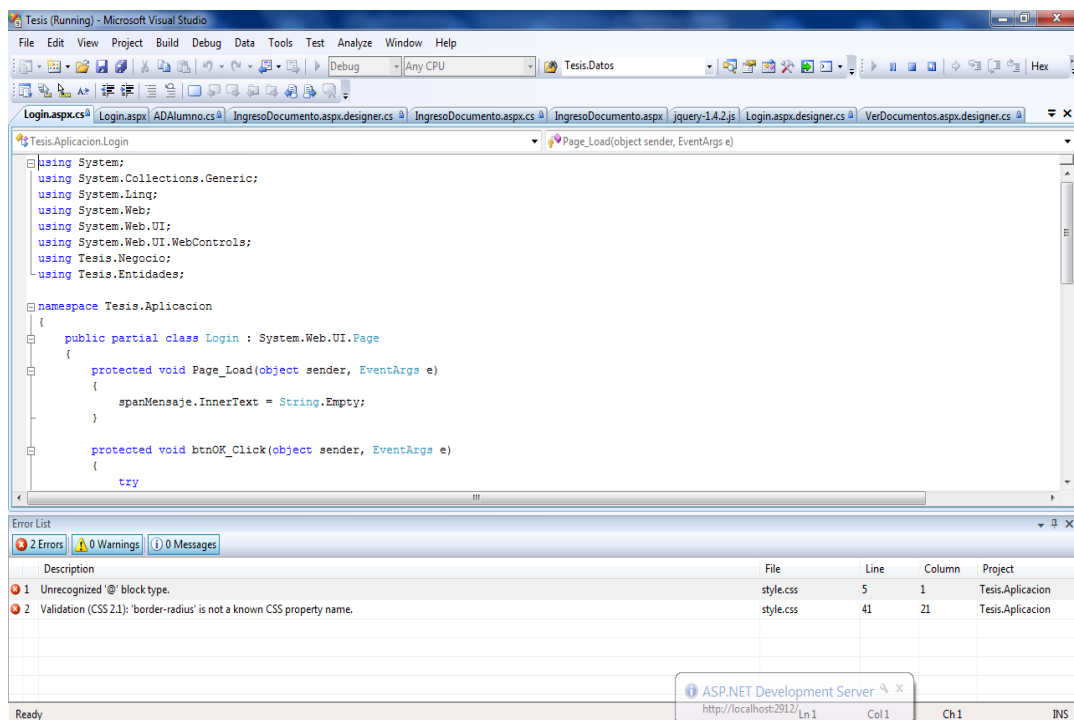 Tesis (Running) - Microsoft Visual Studio
File Edit View Project Build Debug Data Tools Test Analyze Window Help
Debug Any CPU Tesis.Datos Hex
Login.aspx.cs Login.aspx ADAlumno.cs IngresoDocumento.aspx.designer.cs IngresoDocumento.aspx.cs IngresoDocumento.aspx jquery-1.4.2.js Login.aspx.designer.cs VerDocumentos.aspx.designer.cs
Tesis.Aplicacion.Login Page_Load(object sender, EventArgs e)
using System;
using System.Collections.Generic;
using System.Linq;
using System.Web;
using System.Web.UI;
using System.Web.UI.WebControls;
using Tesis.Negocio;
using Tesis.Entidades;
namespace Tesis.Aplicacion
{
public partial class Login : System.Web.UI.Page
{
protected void Page_Load(object sender, EventArgs e)
{
spanMensaje.InnerText = String.Empty;
}
protected void btnOK_Click(object sender, EventArgs e)
{
try
Error List
2 Errors 0 Warnings 0 Messages
Description File Line Column Project
1 Unrecognized '@' block type. style.css 5 1 Tesis.Aplicacion
2 Validation (CSS 2.1): 'border-radius' is not a known CSS property name. style.css 41 21 Tesis.Aplicacion
ASP.NET Development Server
http://localhost:2912/
Ready Ln 1 Col 1 Ch 1 INS